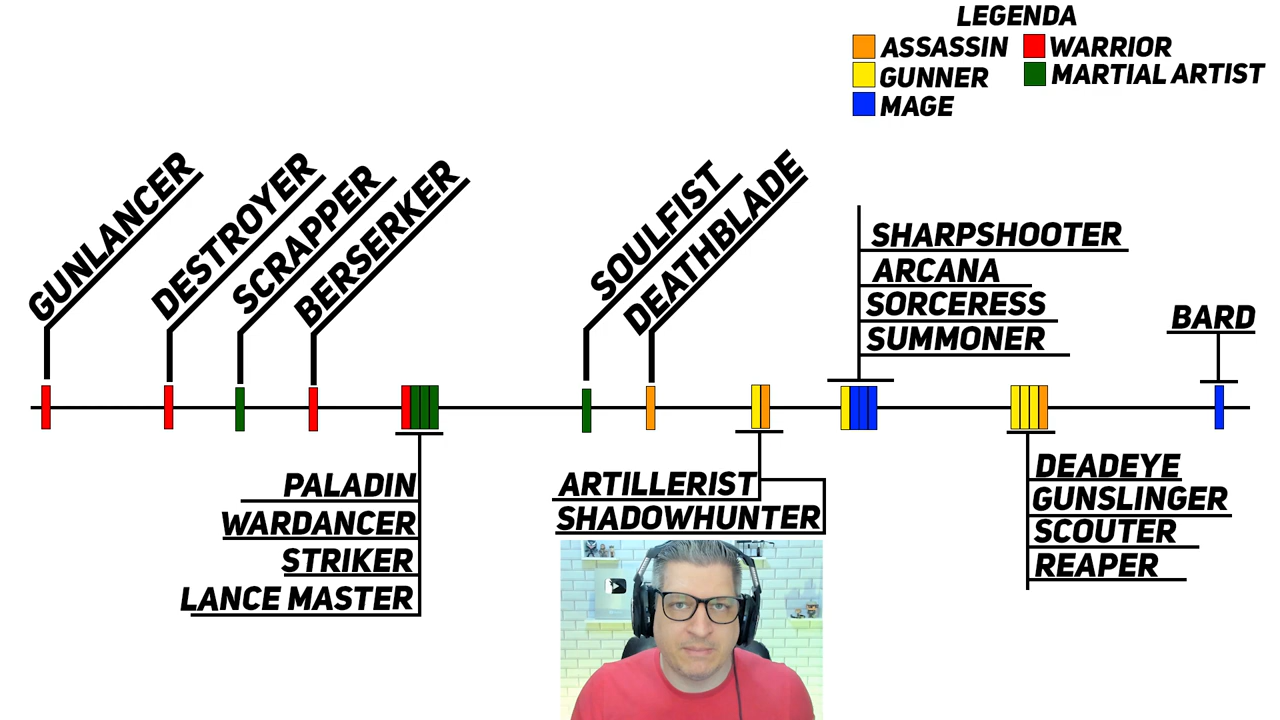 LEGENDA
ASSASSIN
WARRIOR
GUNNER
MARTIAL ARTIST
MAGE
GUNLANCER
DESTROYER
SCRAPPER
BERSERKER
SOULFIST
DEATHBLADE
SHARPSHOOTER
ARCANA
SORCERESS
SUMMONER
BARD
PALADIN
WARDANCER
STRIKER
LANCE MASTER
ARTILLERIST
SHADOWHUNTER
DEADEYE
GUNSLINGER
SCOUTER
REAPER